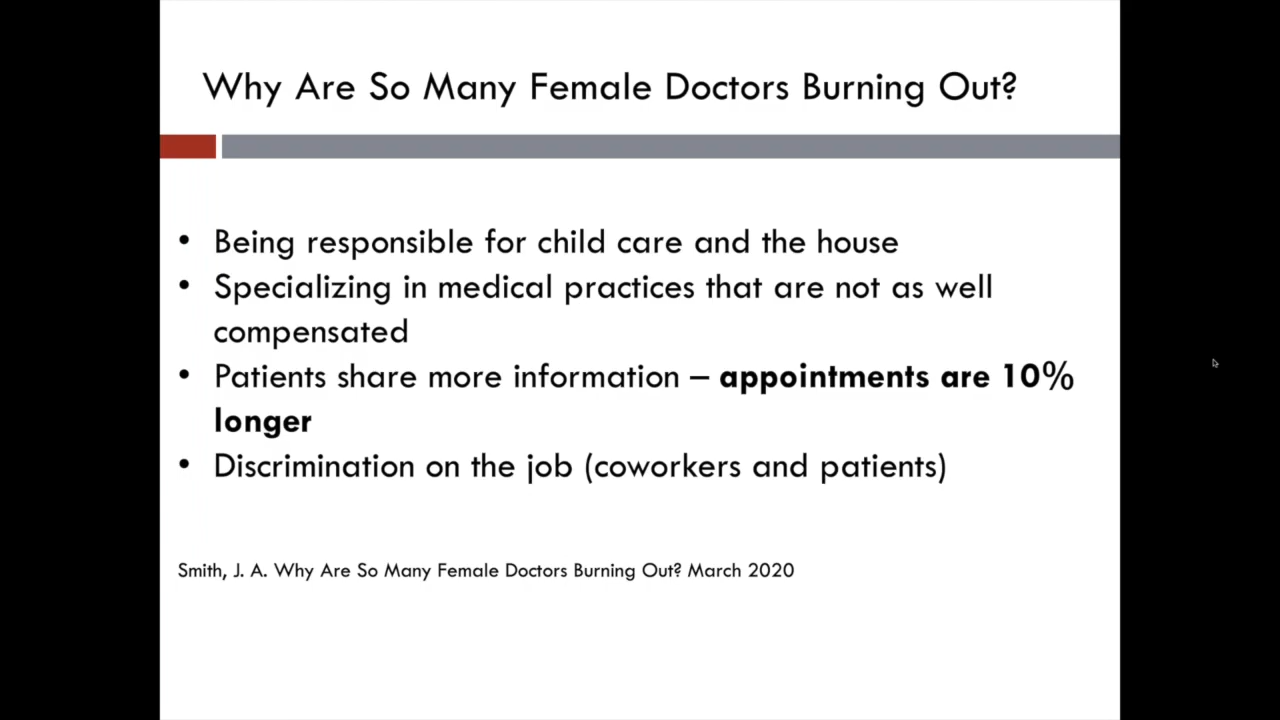 Why Are So Many Female Doctors Burning Out?
• Being responsible for child care and the house
• Specializing in medical practices that are not as well
compensated
• Patients share more information – appointments are 10%
longer
• Discrimination on the job (coworkers and patients)
Smith, J. A. Why Are So Many Female Doctors Burning Out? March 2020